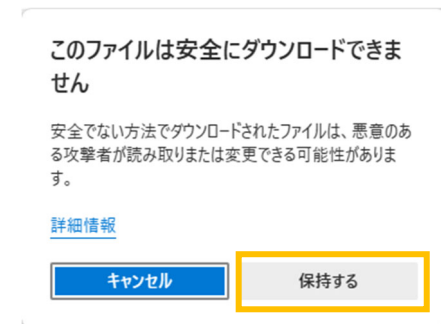 このファイルは安全にダウンロードできま
せん
安全でない方法でダウンロードされたファイルは、悪意のあ
る攻撃者が読み取りまたは変更できる可能性がありま
す。
詳細情報
キャンセル
保持する